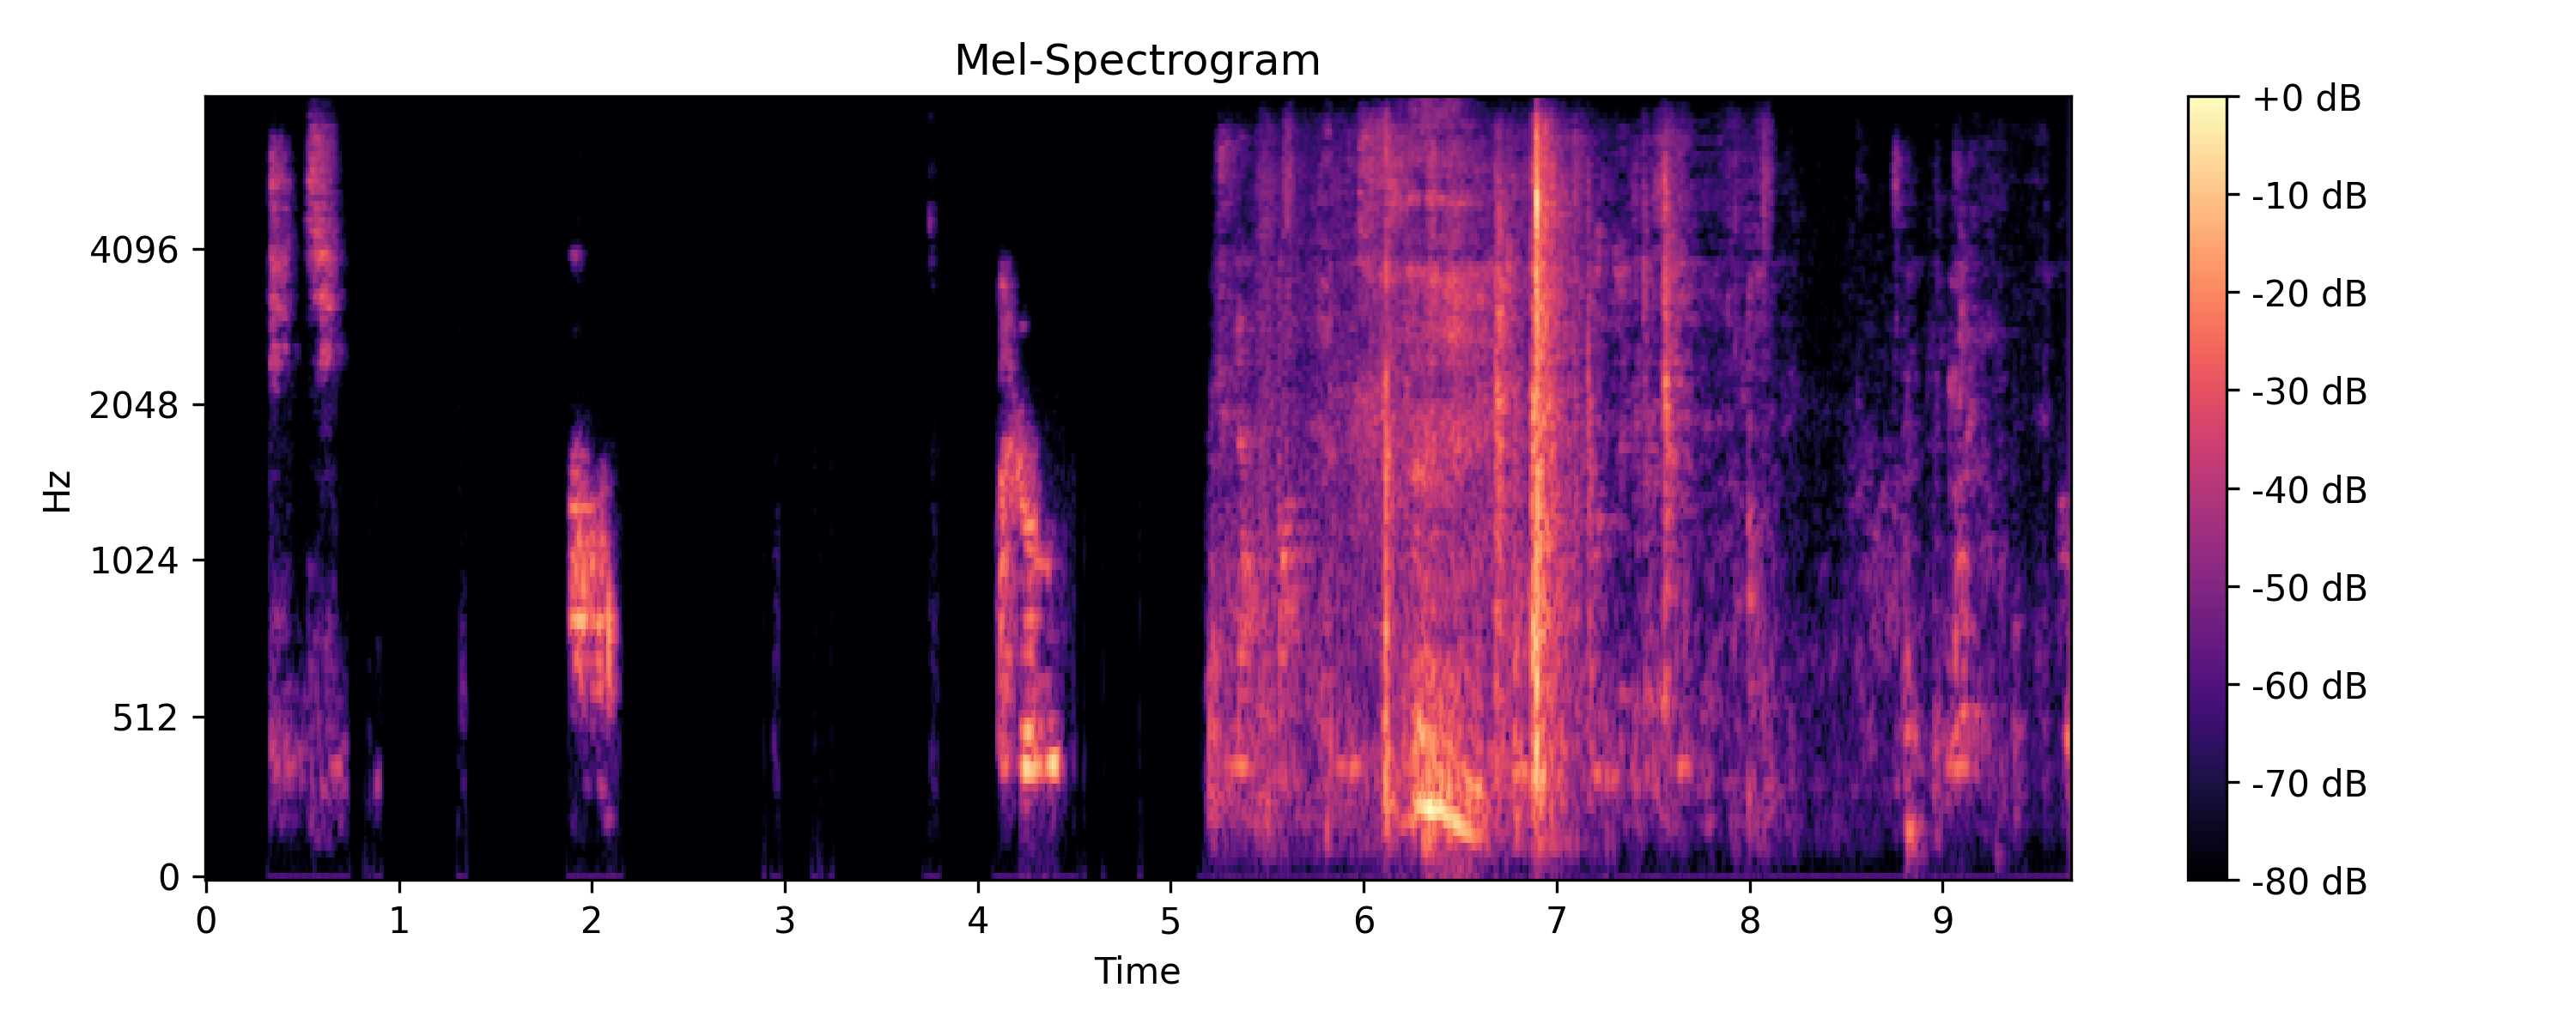 Mel-Spectrogram
+0 dB
-10 dB
-20 dB
-30 dB
-40 dB
-50 dB
-60 dB
-70 dB
-80 dB
Hz
4096
2048
1024
512
0
0 1 2 3 4 5 6 7 8 9
Time